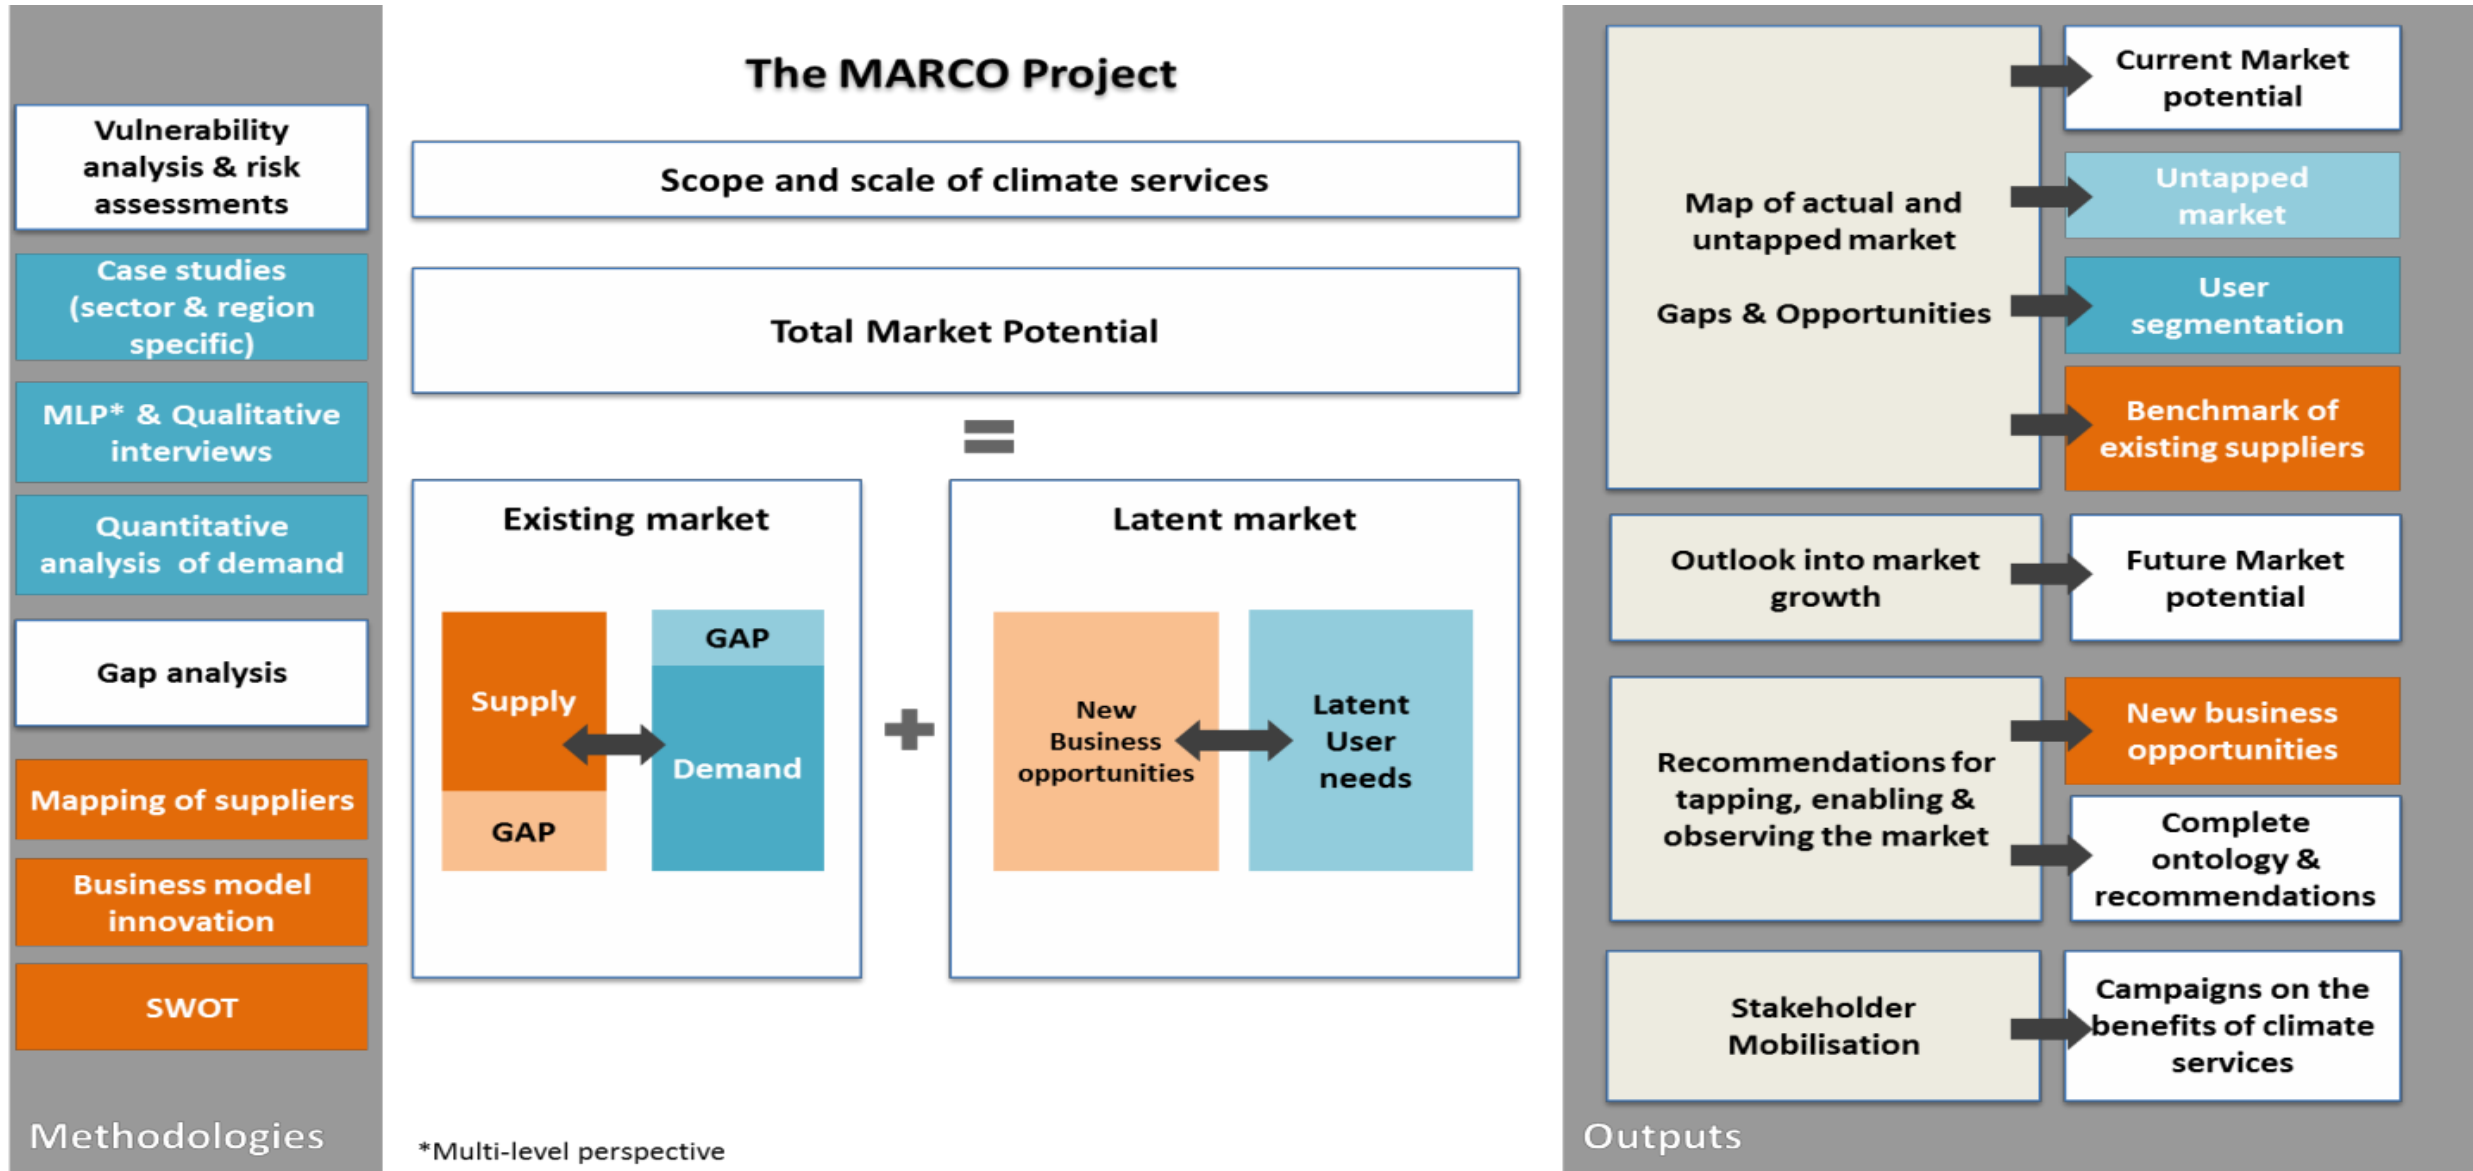 Vulnerability
analysis & risk
assessments
Case studies
(sector & region
specific)
MLP* & Qualitative
interviews
Quantitative
analysis of demand
Gap analysis
Mapping of suppliers
Business model
innovation
SWOT
Methodologies
The MARCO Project
Scope and scale of climate services
Total Market Potential
=
Existing market
Supply
GAP
GAP
Demand
+
Latent market
New
Business
opportunities
Latent
User
needs
*Multi-level perspective
Map of actual and
untapped market
Gaps & Opportunities
Current Market
potential
Untapped
market
User
segmentation
Benchmark of
existing suppliers
Outlook into market
growth
Future Market
potential
Recommendations for
tapping, enabling &
observing the market
New business
opportunities
Complete
ontology &
recommendations
Stakeholder
Mobilisation
Campaigns on the
benefits of climate
services
Outputs